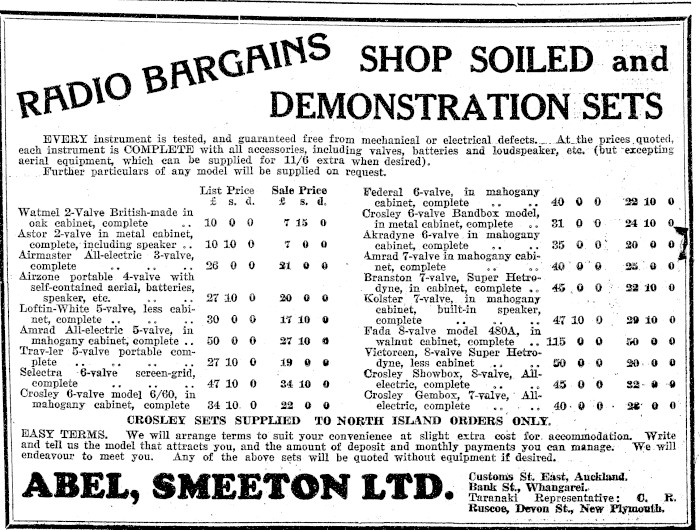 RADIO BARGAINS
SHOP SOILED and
DEMONSTRATION SETS
EVERY instrument is tested, and guaranteed free from mechanical or electrical defects. At the prices quoted,
each instrument is COMPLETE with all accessories, including valves, batteries and loudspeaker, etc. (but excepting
aerial equipment, which can be supplied for 11/6 extra when desired).
Further particulars of any model will be supplied on request.
List Price Sale Price
£ s. d. £ s. d.
Watmel 2-Valve British-made in
oak cabinet, complete .. 10 0 0 7 15 0
Astor 2-valve in metal cabinet,
complete, including speaker .. 10 10 0 7 0 0
Airmaster All-electric 3-valve,
complete .. .. .. .. 26 0 0 21 0 0
Airzone portable 4-valve with
self-contained aerial, batteries,
speaker, etc. .. .. .. 27 10 0 20 0 0
Loftin-White 5-valve, less cabi-
net, complete .. .. .. 30 0 0 17 10 0
Amrad All-electric 5-valve, in
mahogany cabinet, complete .. 50 0 0 27 10 0
Trav-ler 5-valve portable com-
plete .. .. .. .. .. 27 10 0 19 0 0
Selectra 6-valve screen-grid,
complete .. .. .. .. 47 10 0 34 10 0
Crosley 6-valve model 6/60, in
mahogany cabinet, complete 34 10 0 22 0 0
Federal 6-valve, in mahogany
cabinet, complete .. .. 40 0 0 22 10 0
Crosley 6-valve Bandbox model,
in metal cabinet, complete .. 31 0 0 24 10 0
Akradyne 6-valve in mahogany
cabinet, complete .. .. 35 0 0 20 0 0
Amrad 7-valve in mahogany cabi-
net, complete .. .. 40 0 0 25 0 0
Branston 7-valve, Super Hetro-
dyne, in cabinet, complete .. 45 0 0 22 10 0
Kolster 7-valve, in mahogany
cabinet, built-in speaker,
complete .. .. .. .. 47 10 0 29 10 0
Fada 8-valve model 480A, in
walnut cabinet, complete .. 115 0 0 50 0 0
Victoreen, 8-valve Super Hetro-
dyne, less cabinet .. .. 50 0 0 20 0 0
Crosley Showbox, 8-valve, All-
electric, complete .. .. 45 0 0 32 0 0
Crosley Gembox, 7-valve, All-
electric, complete .. .. 40 0 0 0 0
CROSLEY SETS SUPPLIED TO NORTH ISLAND ORDERS ONLY.
EASY TERMS. We will arrange terms to suit your convenience at slight extra cost for accommodation. Write
and tell us the model that attracts you, and the amount of deposit and monthly payments you can manage. We will
endeavour to meet you. Any of the above sets will be quoted without equipment if desired.
ABEL, SMEETON LTD.
Customs St. East, Auckland.
Bank St., Whangarei.
Taranaki Representative: C. R.
Ruscoe, Devon St., New Plymouth.